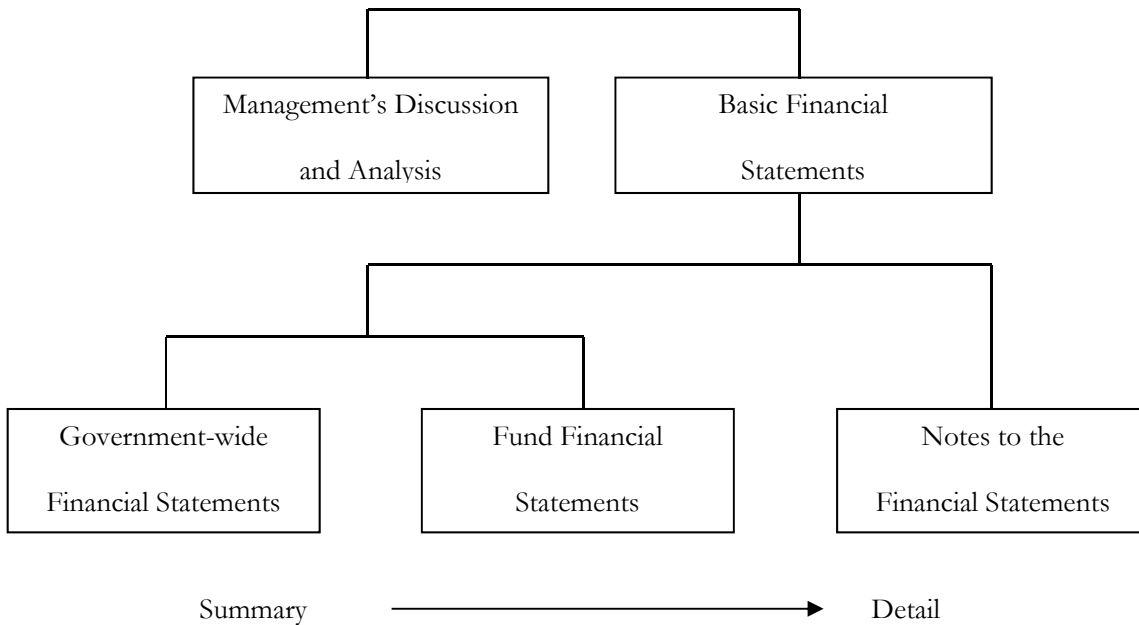 Management’s Discussion
and Analysis
Basic Financial
Statements
Government-wide
Financial Statements
Fund Financial
Statements
Notes to the
Financial Statements
Summary
Detail